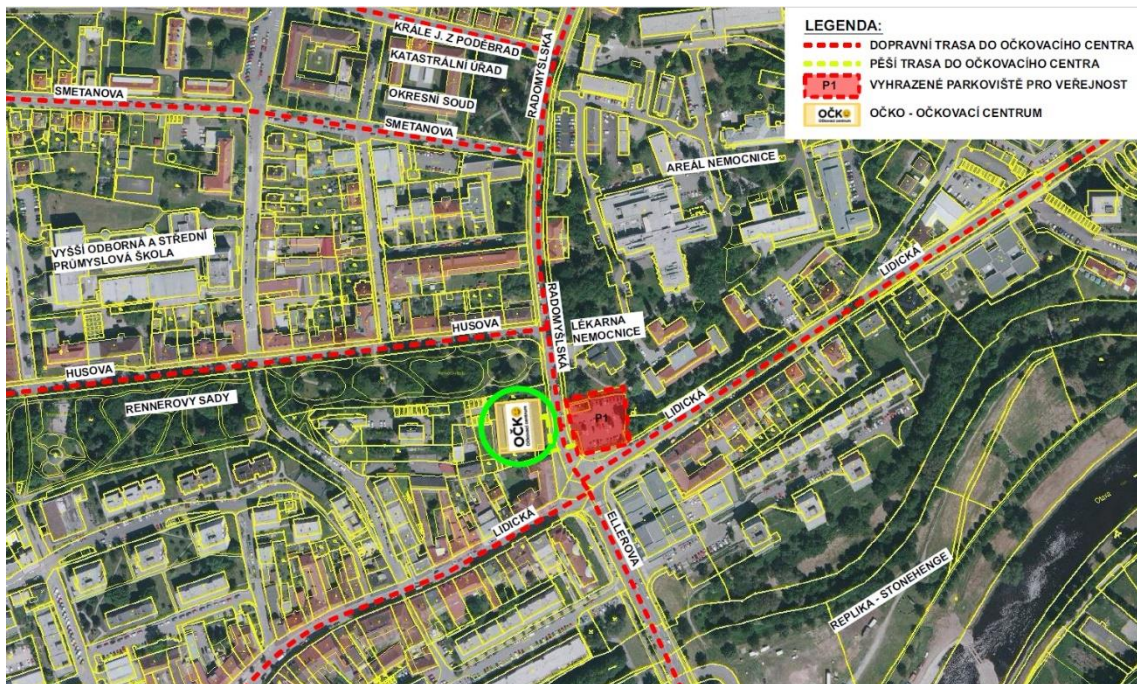 LEGENDA:
DOPRAVNÍ TRASA DO OČKOVACÍHO CENTRA
PĚŠÍ TRASA DO OČKOVACÍHO CENTRA
P1 VYHRAZENÉ PARKOVIŠTĚ PRO VEŘEJNOST
OČKO OČKO - OČKOVACÍ CENTRUM
KRÁLE J. Z PODĚBRAD
KATASTRÁLNÍ ÚŘAD
OKRESNÍ SOUD
RADOMYŠLSKÁ
SMETANOVA
SMETANOVA
AREÁL NEMOCNICE
VYŠŠÍ ODBORNÁ A STŘEDNÍ
PRŮMYSLOVÁ ŠKOLA
LIDICKÁ
RADOMYŠLSKÁ
LÉKARNA
NEMOCNICE
HUSOVA
HUSOVA
RENNEROVY SADY
OČKO
P1
LIDICKÁ
LIDICKÁ
ELLEROVA
REPLIKA - STONEHENGE
Otava